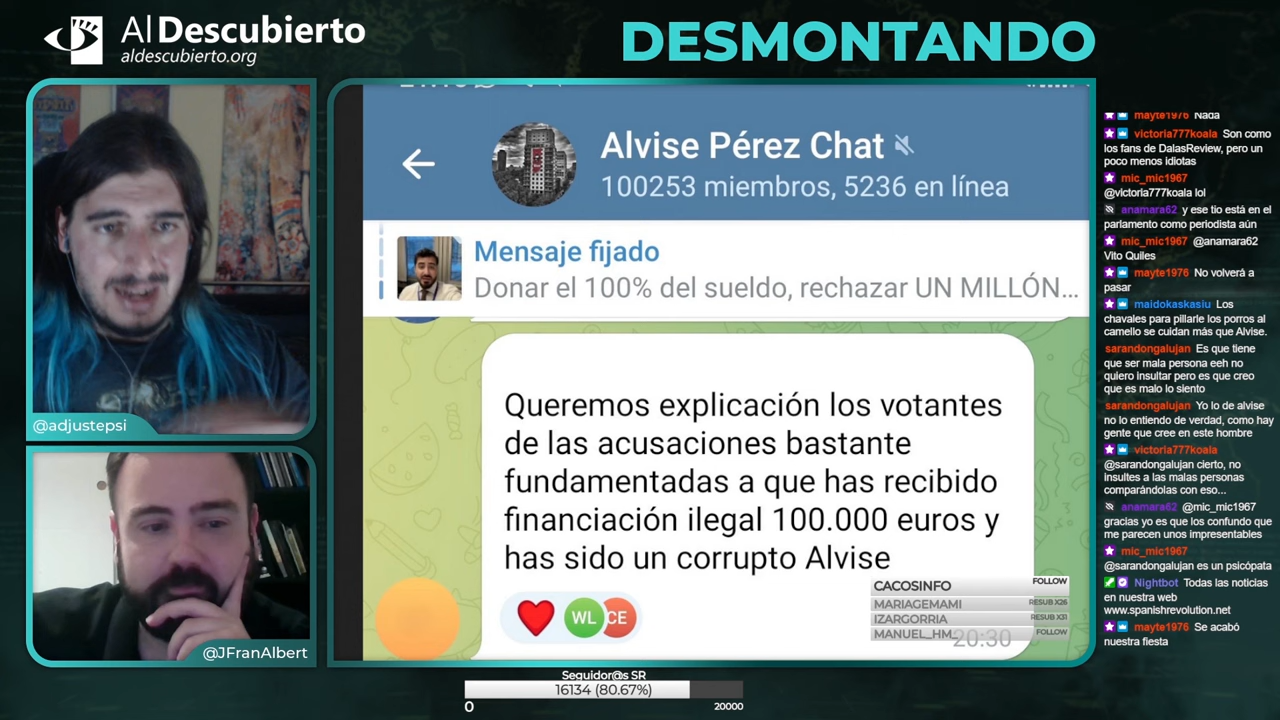 Al Descubierto
aldescubierto.org
DESMONTANDO
@adjustepsi
@JFranAlbert
Alvise Pérez Chat
100253 miembros, 5236 en línea
Mensaje fijado
Donar el 100% del sueldo, rechazar UN MILLÓN...
Queremos explicación los votantes
de las acusaciones bastante
fundamentadas a que has recibido
financiación ilegal 100.000 euros y
has sido un corrupto Alvise
WL
CE
20:30
CACOSINFO FOLLOW
MARIAGEMAMI RESUB X26
IZARGORRIA RESUB X31
MANUEL_HM FOLLOW
Seguidor@s SR
16134 (80.67%)
0
20000
mayte1976 Nada
victoria777koala Son como
los fans de DalasReview, pero un
poco menos idiotas
mic_mic1967
@victoria777koala lol
anamara62 y ese tio está en el
parlamento como periodista aún
mic_mic1967 @anamara62
Vito Quiles
mayte1976 No volverá a
pasar
maidokaskasiu Los
chavales para pillarle los porros al
camello se cuidan más que Alvise.
sarandongalujan Es que tiene
que ser mala persona eeh no
quiero insultar pero es que creo
que es malo lo siento
sarandongalujan Yo lo de alvise
no lo entiendo de verdad, como hay
gente que cree en este hombre
victoria777koala
@sarandongalujan cierto, no
insultes a las malas personas
comparándolas con eso...
anamara62 @mic_mic1967
gracias yo es que los confundo que
me parecen unos impresentables
mic_mic1967
@sarandongalujan es un psicópata
Nightbot Todas las noticias
en nuestra web
www.spanishrevolution.net
mayte1976 Se acabó
nuestra fiesta